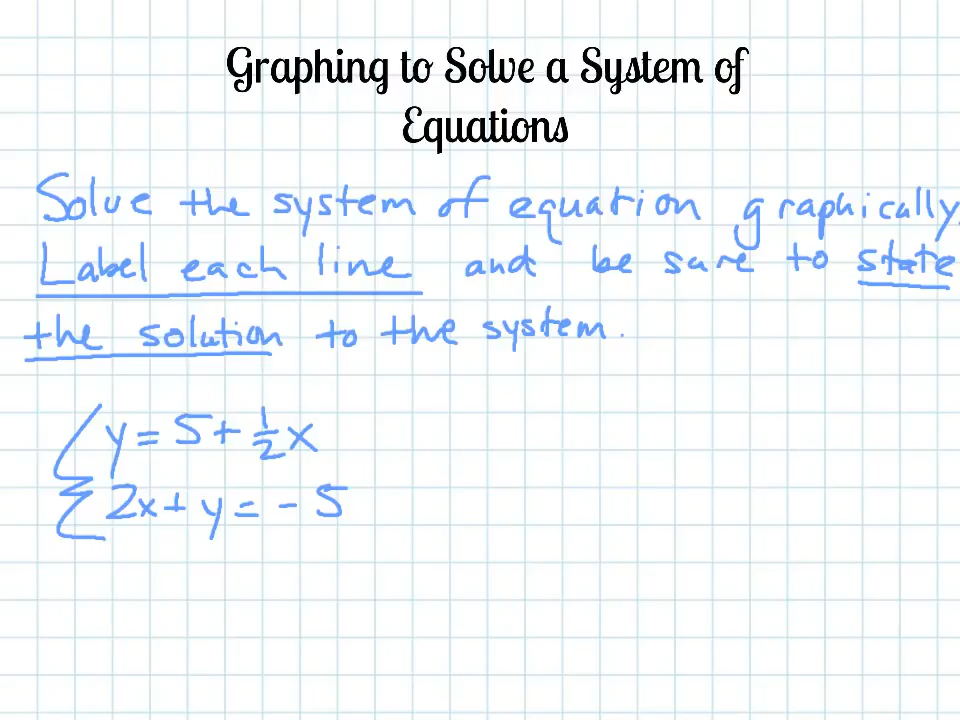 Graphing to Solve a System of
Equations
Solve the system of equation graphically.
Label each line and be sure to state
the solution to the system.
y = 5 + 1/2 x
2x + y = - 5